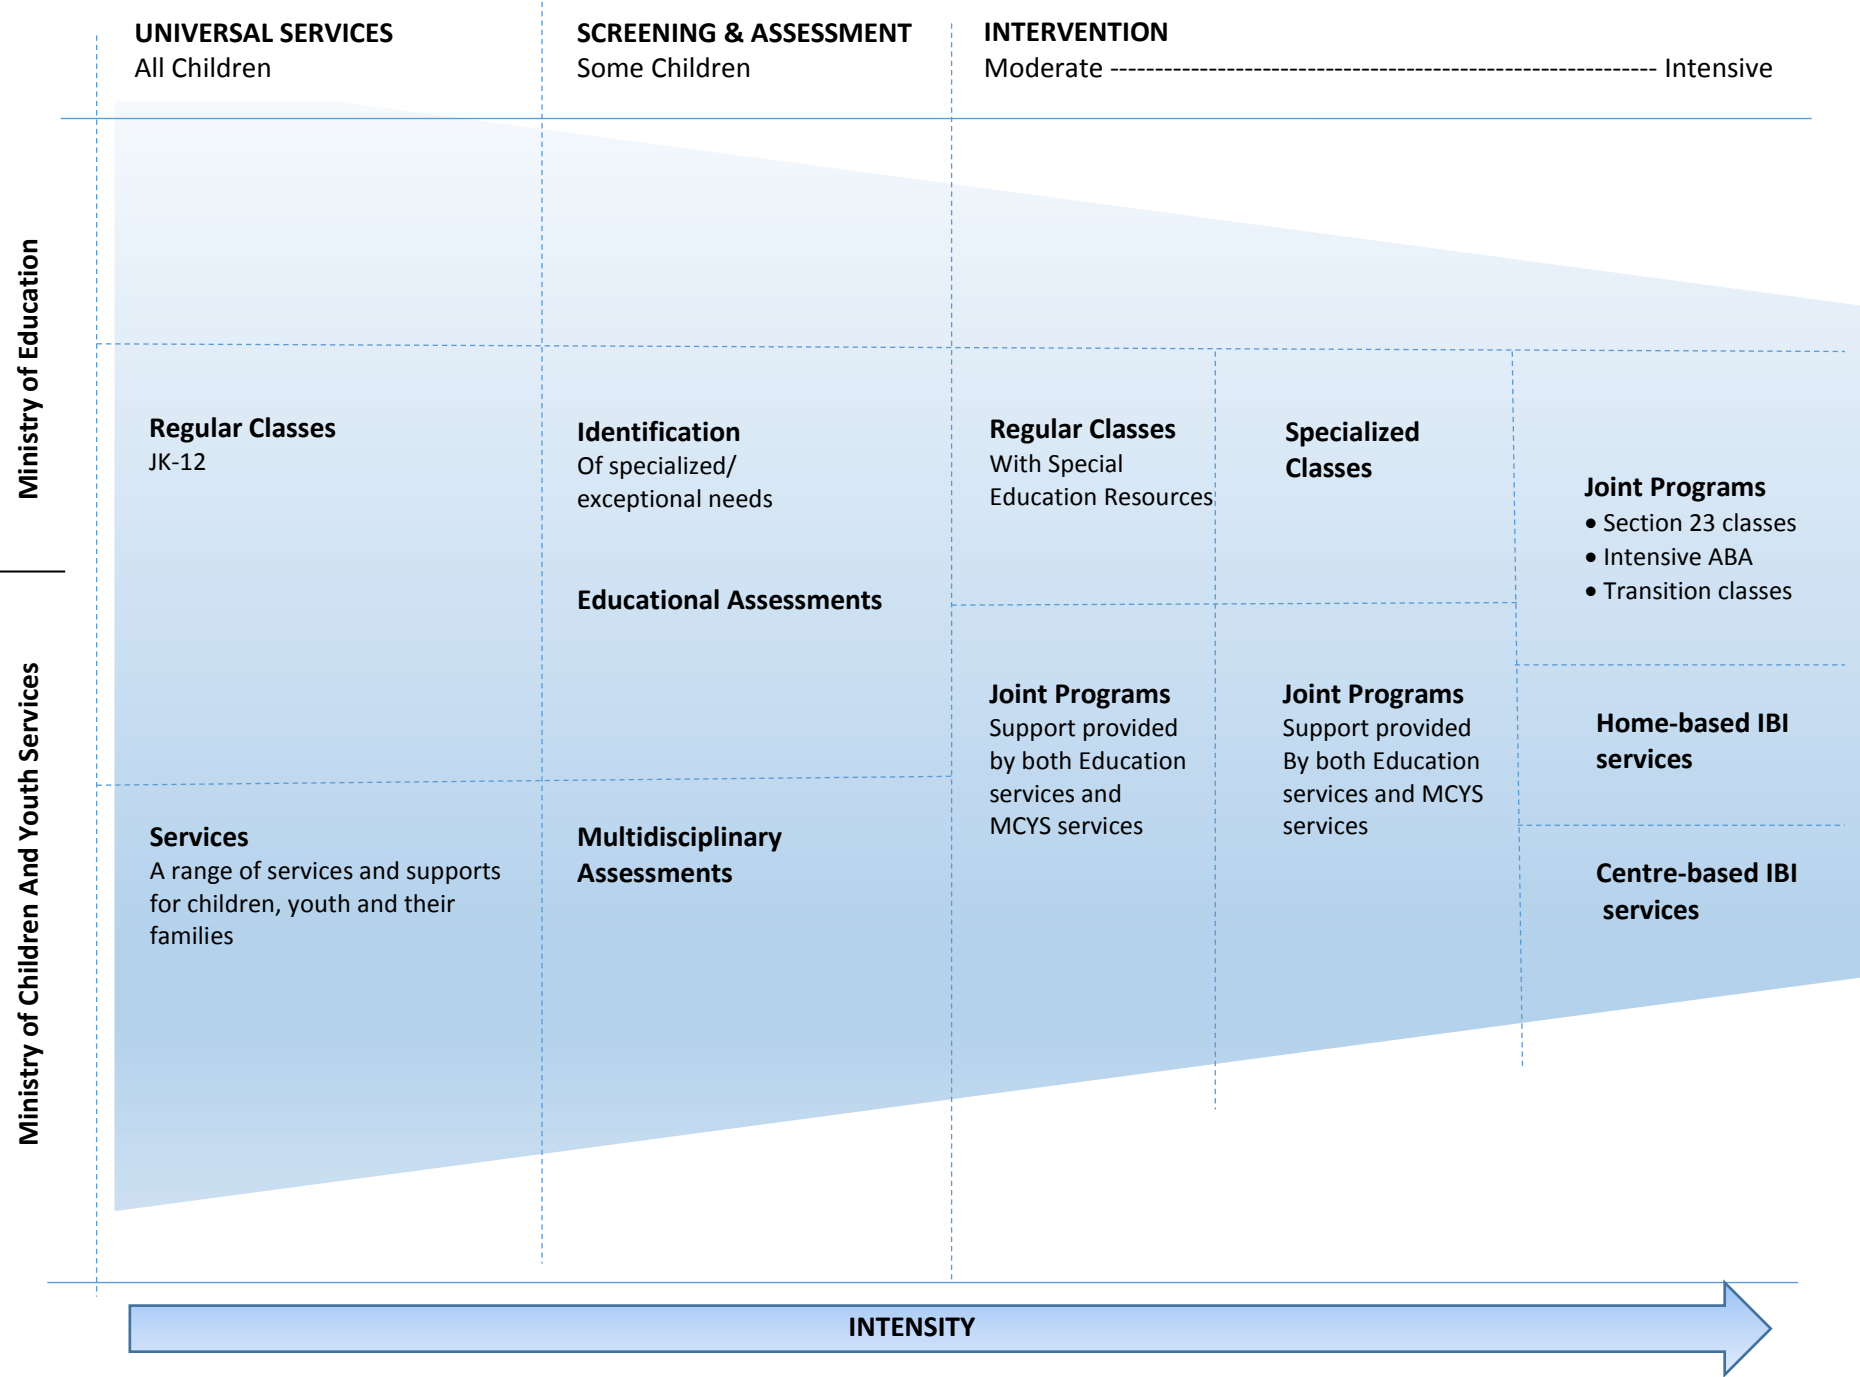 UNIVERSAL SERVICES
All Children
SCREENING & ASSESSMENT
Some Children
INTERVENTION
Moderate ---------------------------------------------------- Intensive
Ministry of Education
Regular Classes
JK-12
Identification
Of specialized/
exceptional needs
Educational Assessments
Regular Classes
With Special
Education Resources
Specialized
Classes
Joint Programs
• Section 23 classes
• Intensive ABA
• Transition classes
Ministry of Children And Youth Services
Services
A range of services and supports
for children, youth and their
families
Multidisciplinary
Assessments
Joint Programs
Support provided
by both Education
services and
MCYS services
Joint Programs
Support provided
By both Education
services and MCYS
services
Home-based IBI
services
Centre-based IBI
services
INTENSITY